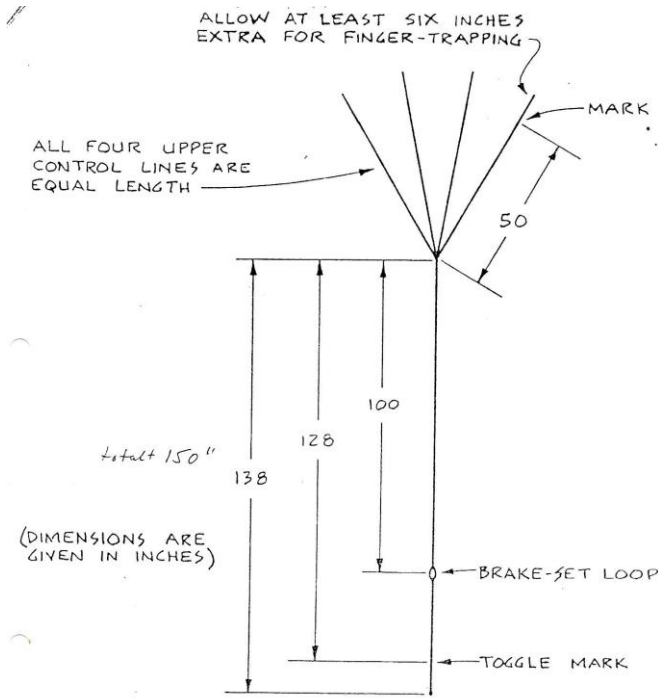 ALLOW AT LEAST SIX INCHES
EXTRA FOR FINGER-TRAPPING
MARK
ALL FOUR UPPER
CONTROL LINES ARE
EQUAL LENGTH
50
100
128
totalt 150"
138
(DIMENSIONS ARE
GIVEN IN INCHES)
BRAKE-SET LOOP
TOGGLE MARK